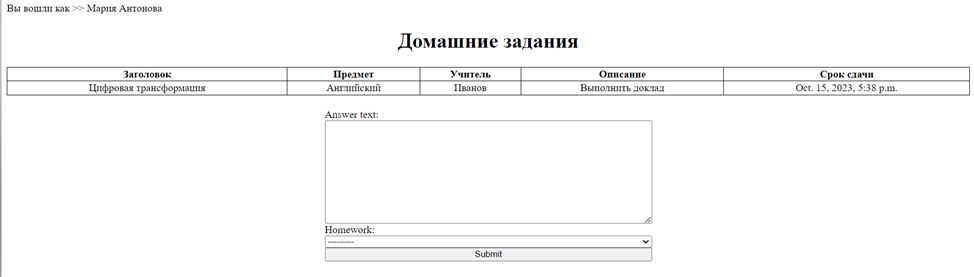 Вы вошли как >> Мария Антонова
Домашние задания
Заголовок Предмет Учитель Описание Срок сдачи
Цифровая трансформация Английский Иванов Выполнить доклад Oct. 15, 2023, 5:38 p.m.
Answer text:
Homework:
---------
Submit